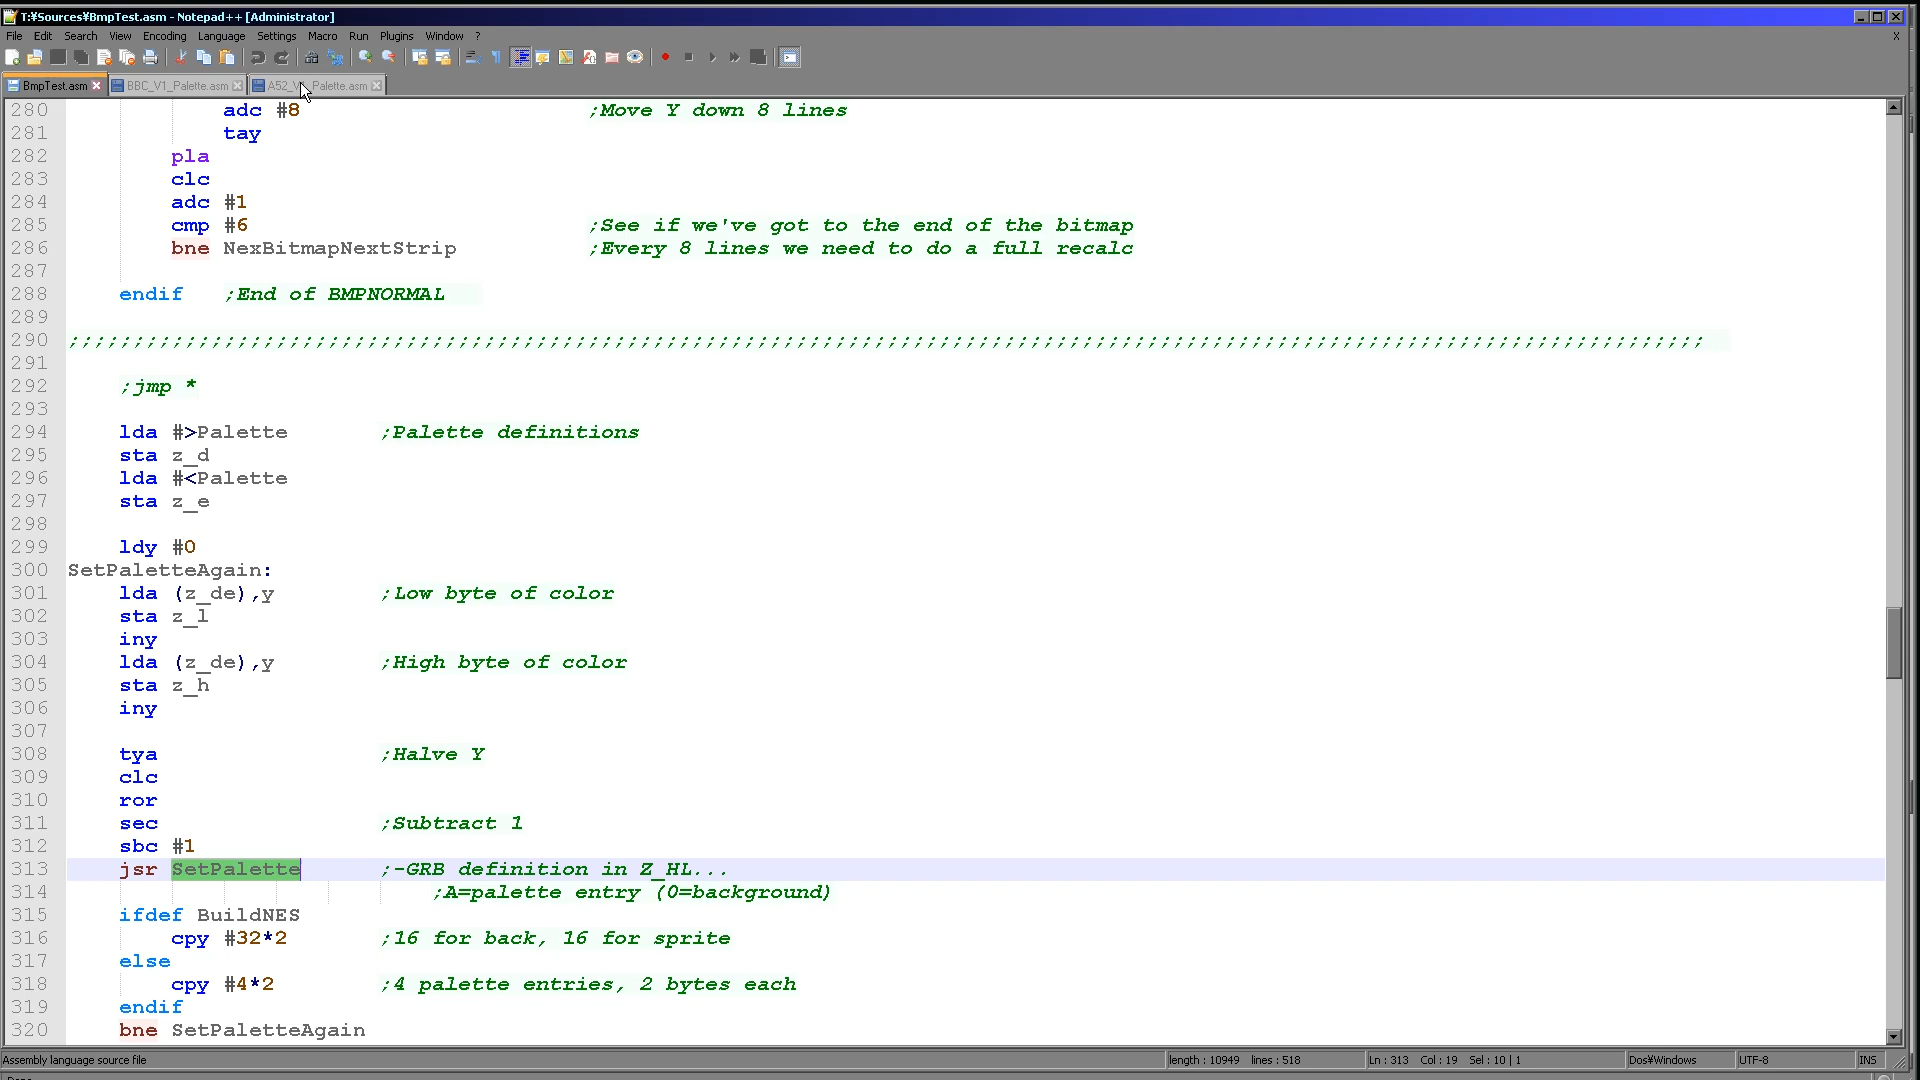 T:¥Sources¥BmpTest.asm - Notepad++ [Administrator]
File Edit Search View Encoding Language Settings Macro Run Plugins Window ? X
BmpTest.asm BBC_V1_Palette.asm Palette.asm
280 adc #8 ;Move Y down 8 lines
281 tay
282 pla
283 clc
284 adc #1
285 cmp #6 ;See if we've got to the end of the bitmap
286 bne NexBitmapNextStrip ;Every 8 lines we need to do a full recalc
287
288 endif ;End of BMPNORMAL
289
290 ;;;;;;;;;;;;;;;;;;;;;;;;;;;;;;;;;;;;;;;;;;;;;;;;;;;;;;;;;;;;;;;;;;;;;;;;;;;;;;;;;;;;;;;;;;;;;;;;;;;;;;;;;;;;;;;;;;;;;;;;;;;;;;
291
292 ;jmp *
293
294 lda #>Palette ;Palette definitions
295 sta z_d
296 lda #<Palette
297 sta z_e
298
299 ldy #0
300 SetPaletteAgain:
301 lda (z_de),y ;Low byte of color
302 sta z_l
303 iny
304 lda (z_de),y ;High byte of color
305 sta z_h
306 iny
307
308 tya ;Halve Y
309 clc
310 ror
311 sec ;Subtract 1
312 sbc #1
313 jsr SetPalette ;-GRB definition in Z_HL...
314 ;A=palette entry (0=background)
315 ifdef BuildNES
316 cpy #32*2 ;16 for back, 16 for sprite
317 else
318 cpy #4*2 ;4 palette entries, 2 bytes each
319 endif
320 bne SetPaletteAgain
Assembly language source file length : 10949 lines : 518 Ln : 313 Col : 19 Sel : 10 | 1 Dos¥Windows UTF-8 INS